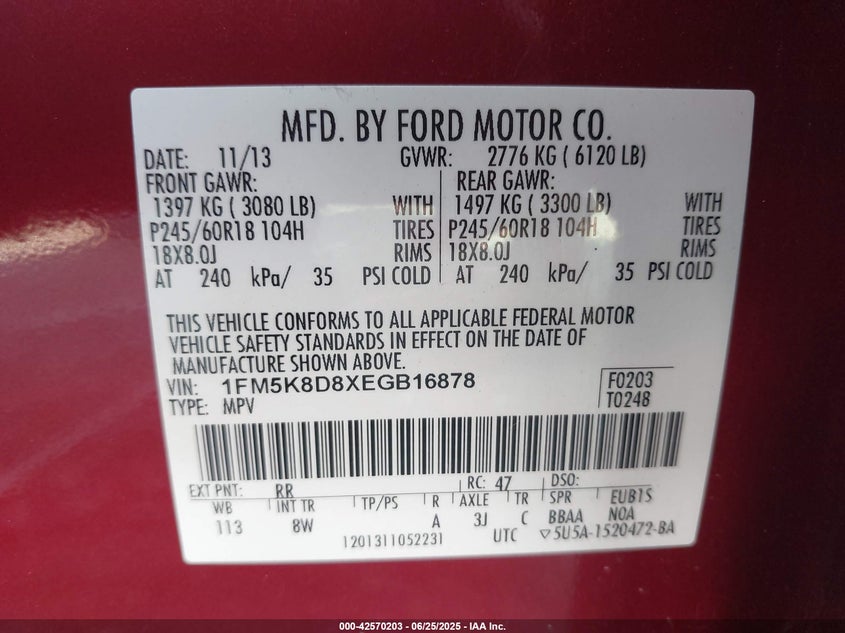 MFD. BY FORD MOTOR CO.
DATE: 11/13 GVWR: 2776 KG ( 6120 LB)
FRONT GAWR: REAR GAWR:
1397 KG ( 3080 LB) WITH 1497 KG ( 3300 LB) WITH
P245/60R18 104H TIRES P245/60R18 104H TIRES
18X8.0J RIMS 18X8.0J RIMS
AT 240 kPa/ 35 PSI COLD AT 240 kPa/ 35 PSI COLD
THIS VEHICLE CONFORMS TO ALL APPLICABLE FEDERAL MOTOR
VEHICLE SAFETY STANDARDS IN EFFECT ON THE DATE OF
MANUFACTURE SHOWN ABOVE.
VIN: 1FM5K8D8XEGB16878 F0203
TYPE: MPV T0248
EXT PNT: RR RC: 47 DSO:
WB INT TR TP/PS R AXLE TR SPR EUB1S
113 8W A 3J C BBAA NOA
1201311052231 UTC ▽5U5A-1520472-BA
000-42570203 - 06/25/2025 - IAA Inc.